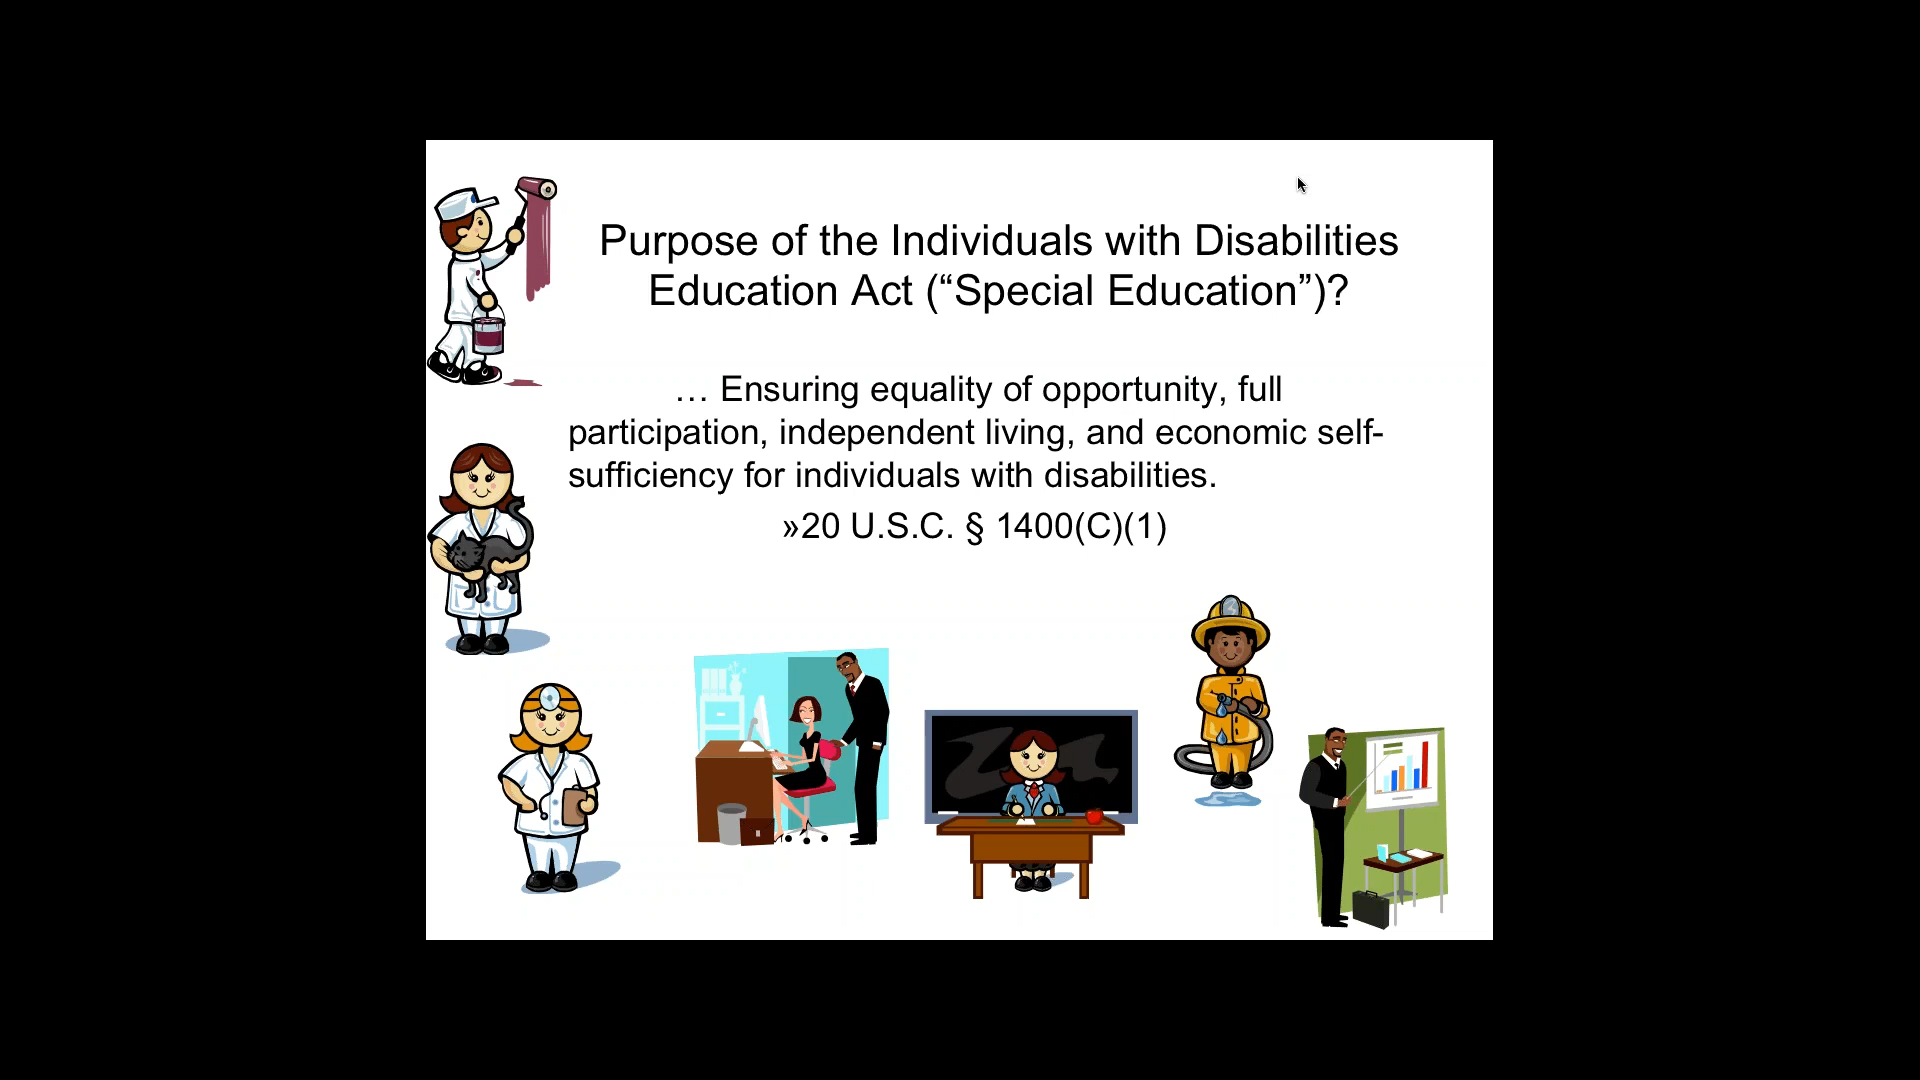 Purpose of the Individuals with Disabilities
Education Act (“Special Education”)?
… Ensuring equality of opportunity, full
participation, independent living, and economic self-
sufficiency for individuals with disabilities.
»20 U.S.C. § 1400(C)(1)